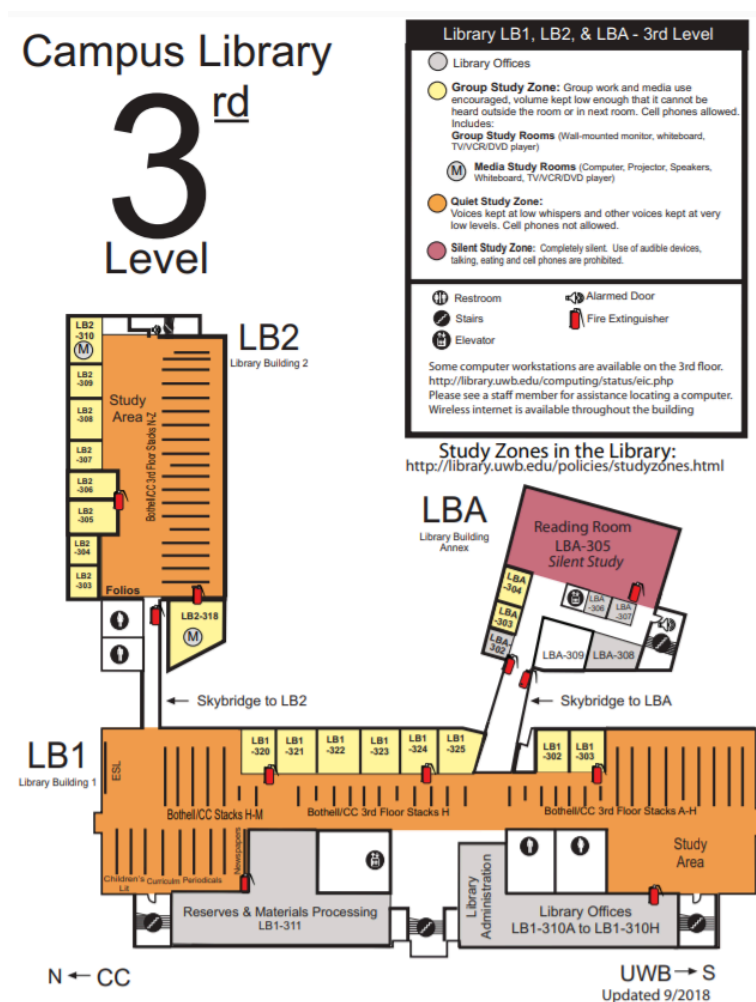 Campus Library
3rd
Level
Library LB1, LB2, & LBA - 3rd Level
Library Offices
Group Study Zone: Group work and media use
encouraged, volume kept low enough that it cannot be
heard outside the room or in next room. Cell phones allowed.
Includes:
Group Study Rooms (Wall-mounted monitor, whiteboard,
TV/VCR/DVD player)
M
Media Study Rooms (Computer, Projector, Speakers,
Whiteboard, TV/VCR/DVD player)
Quiet Study Zone:
Voices kept at low whispers and other voices kept at very
low levels. Cell phones not allowed.
Silent Study Zone: Completely silent. Use of audible devices,
talking, eating and cell phones are prohibited.
Restroom
Alarmed Door
Stairs
Fire Extinguisher
Elevator
Some computer workstations are available on the 3rd floor.
http://library.uwb.edu/computing/status/eic.php
Please see a staff member for assistance locating a computer.
Wireless internet is available throughout the building
Study Zones in the Library:
http://library.uwb.edu/policies/studyzones.html
LB2
Library Building 2
LB2
-310
M
LB2
-309
LB2
-308
LB2
-307
LB2
-306
LB2
-305
LB2
-304
LB2
-303
Study
Area
Bothell/CC 3rd Floor Stacks N-Z
Folios
LB2-318
M
Skybridge to LB2
LBA
Library Building
Annex
Reading Room
LBA-305
Silent Study
LBA
-304
LBA
-303
LBA-
302
LBA
-306
LBA
-307
LBA-309
LBA-308
Skybridge to LBA
LB1
Library Building 1
ESL
LB1
-320
LB1
-321
LB1
-322
LB1
-323
LB1
-324
LB1
-325
LB1
-302
LB1
-303
Bothell/CC Stacks H-M
Bothell/CC 3rd Floor Stacks H
Bothell/CC 3rd Floor Stacks A-H
Study
Area
Children's
Lit
Curriculm
Periodicals
Newspapers
Reserves & Materials Processing
LB1-311
Library
Administration
Library Offices
LB1-310A to LB1-310H
N ← CC
UWB → S
Updated 9/2018